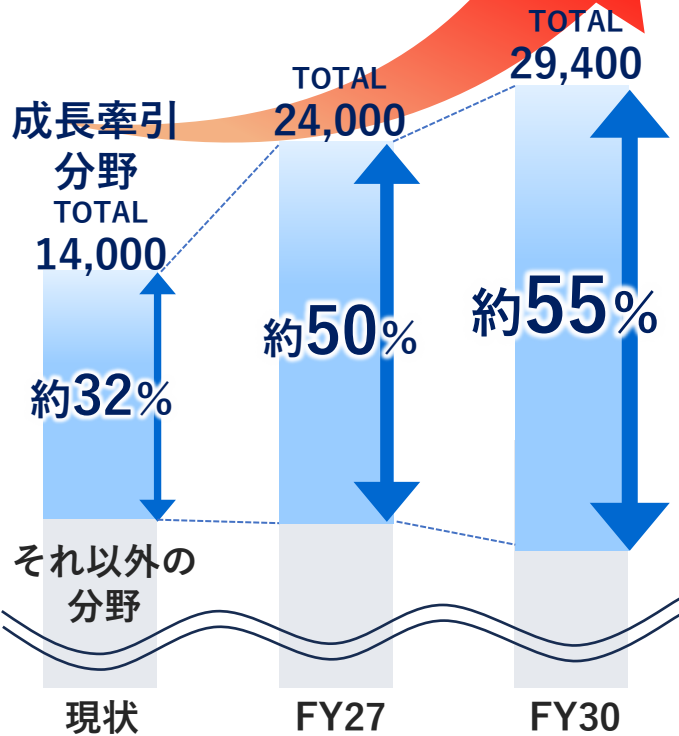 成長牽引
分野
TOTAL
14,000
約32%
それ以外の
分野
現状
TOTAL
24,000
約50%
FY27
TOTAL
29,400
約55%
FY30